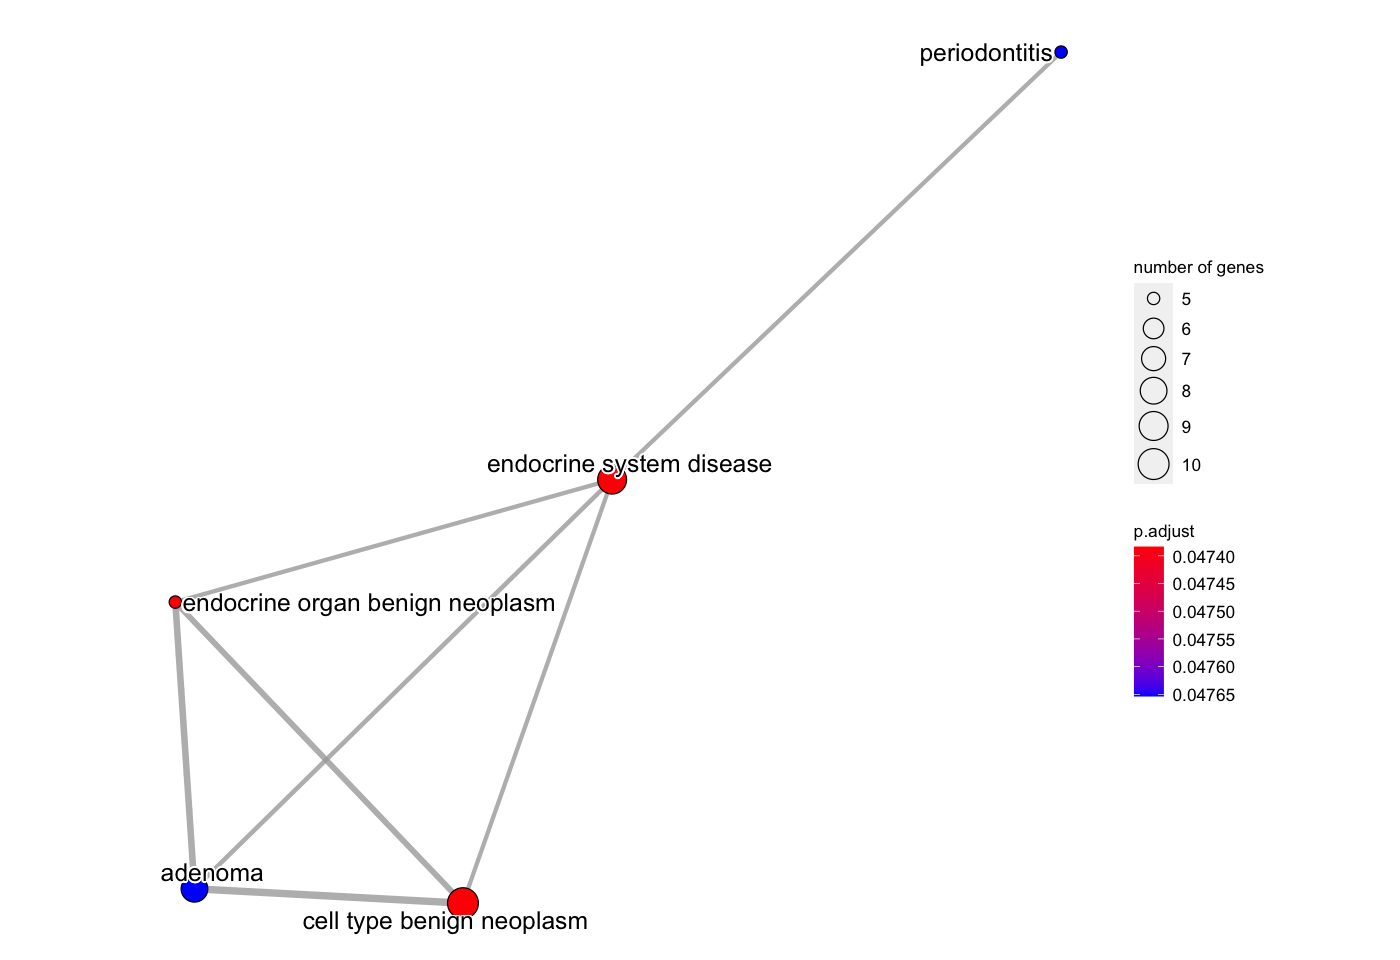 periodontitis
endocrine system disease
endocrine organ benign neoplasm
adenoma
cell type benign neoplasm
number of genes
5
6
7
8
9
10
p.adjust
0.04740
0.04745
0.04750
0.04755
0.04760
0.04765